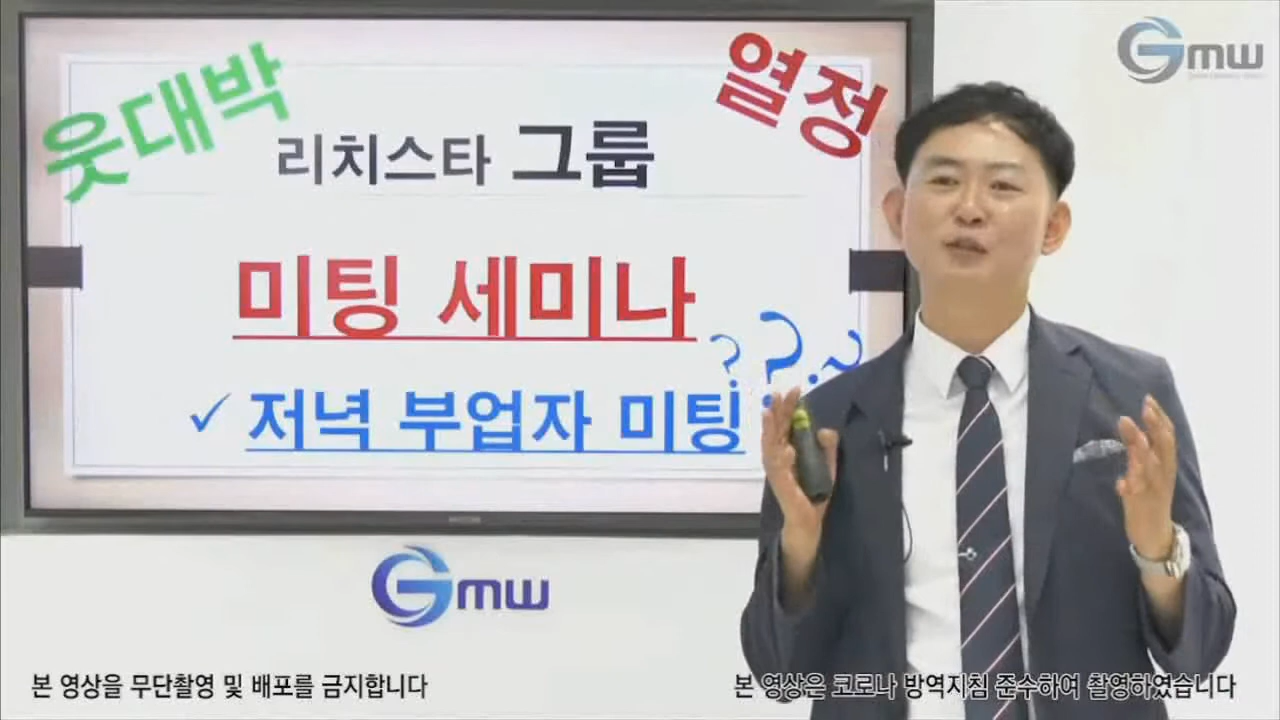 웃대박
열정
Gmw
리치스타 그룹
미팅 세미나
???
✓ 저녁 부업자 미팅
Gmw
본 영상을 무단촬영 및 배포를 금지합니다
본 영상은 코로나 방역지침 준수하여 촬영하였습니다